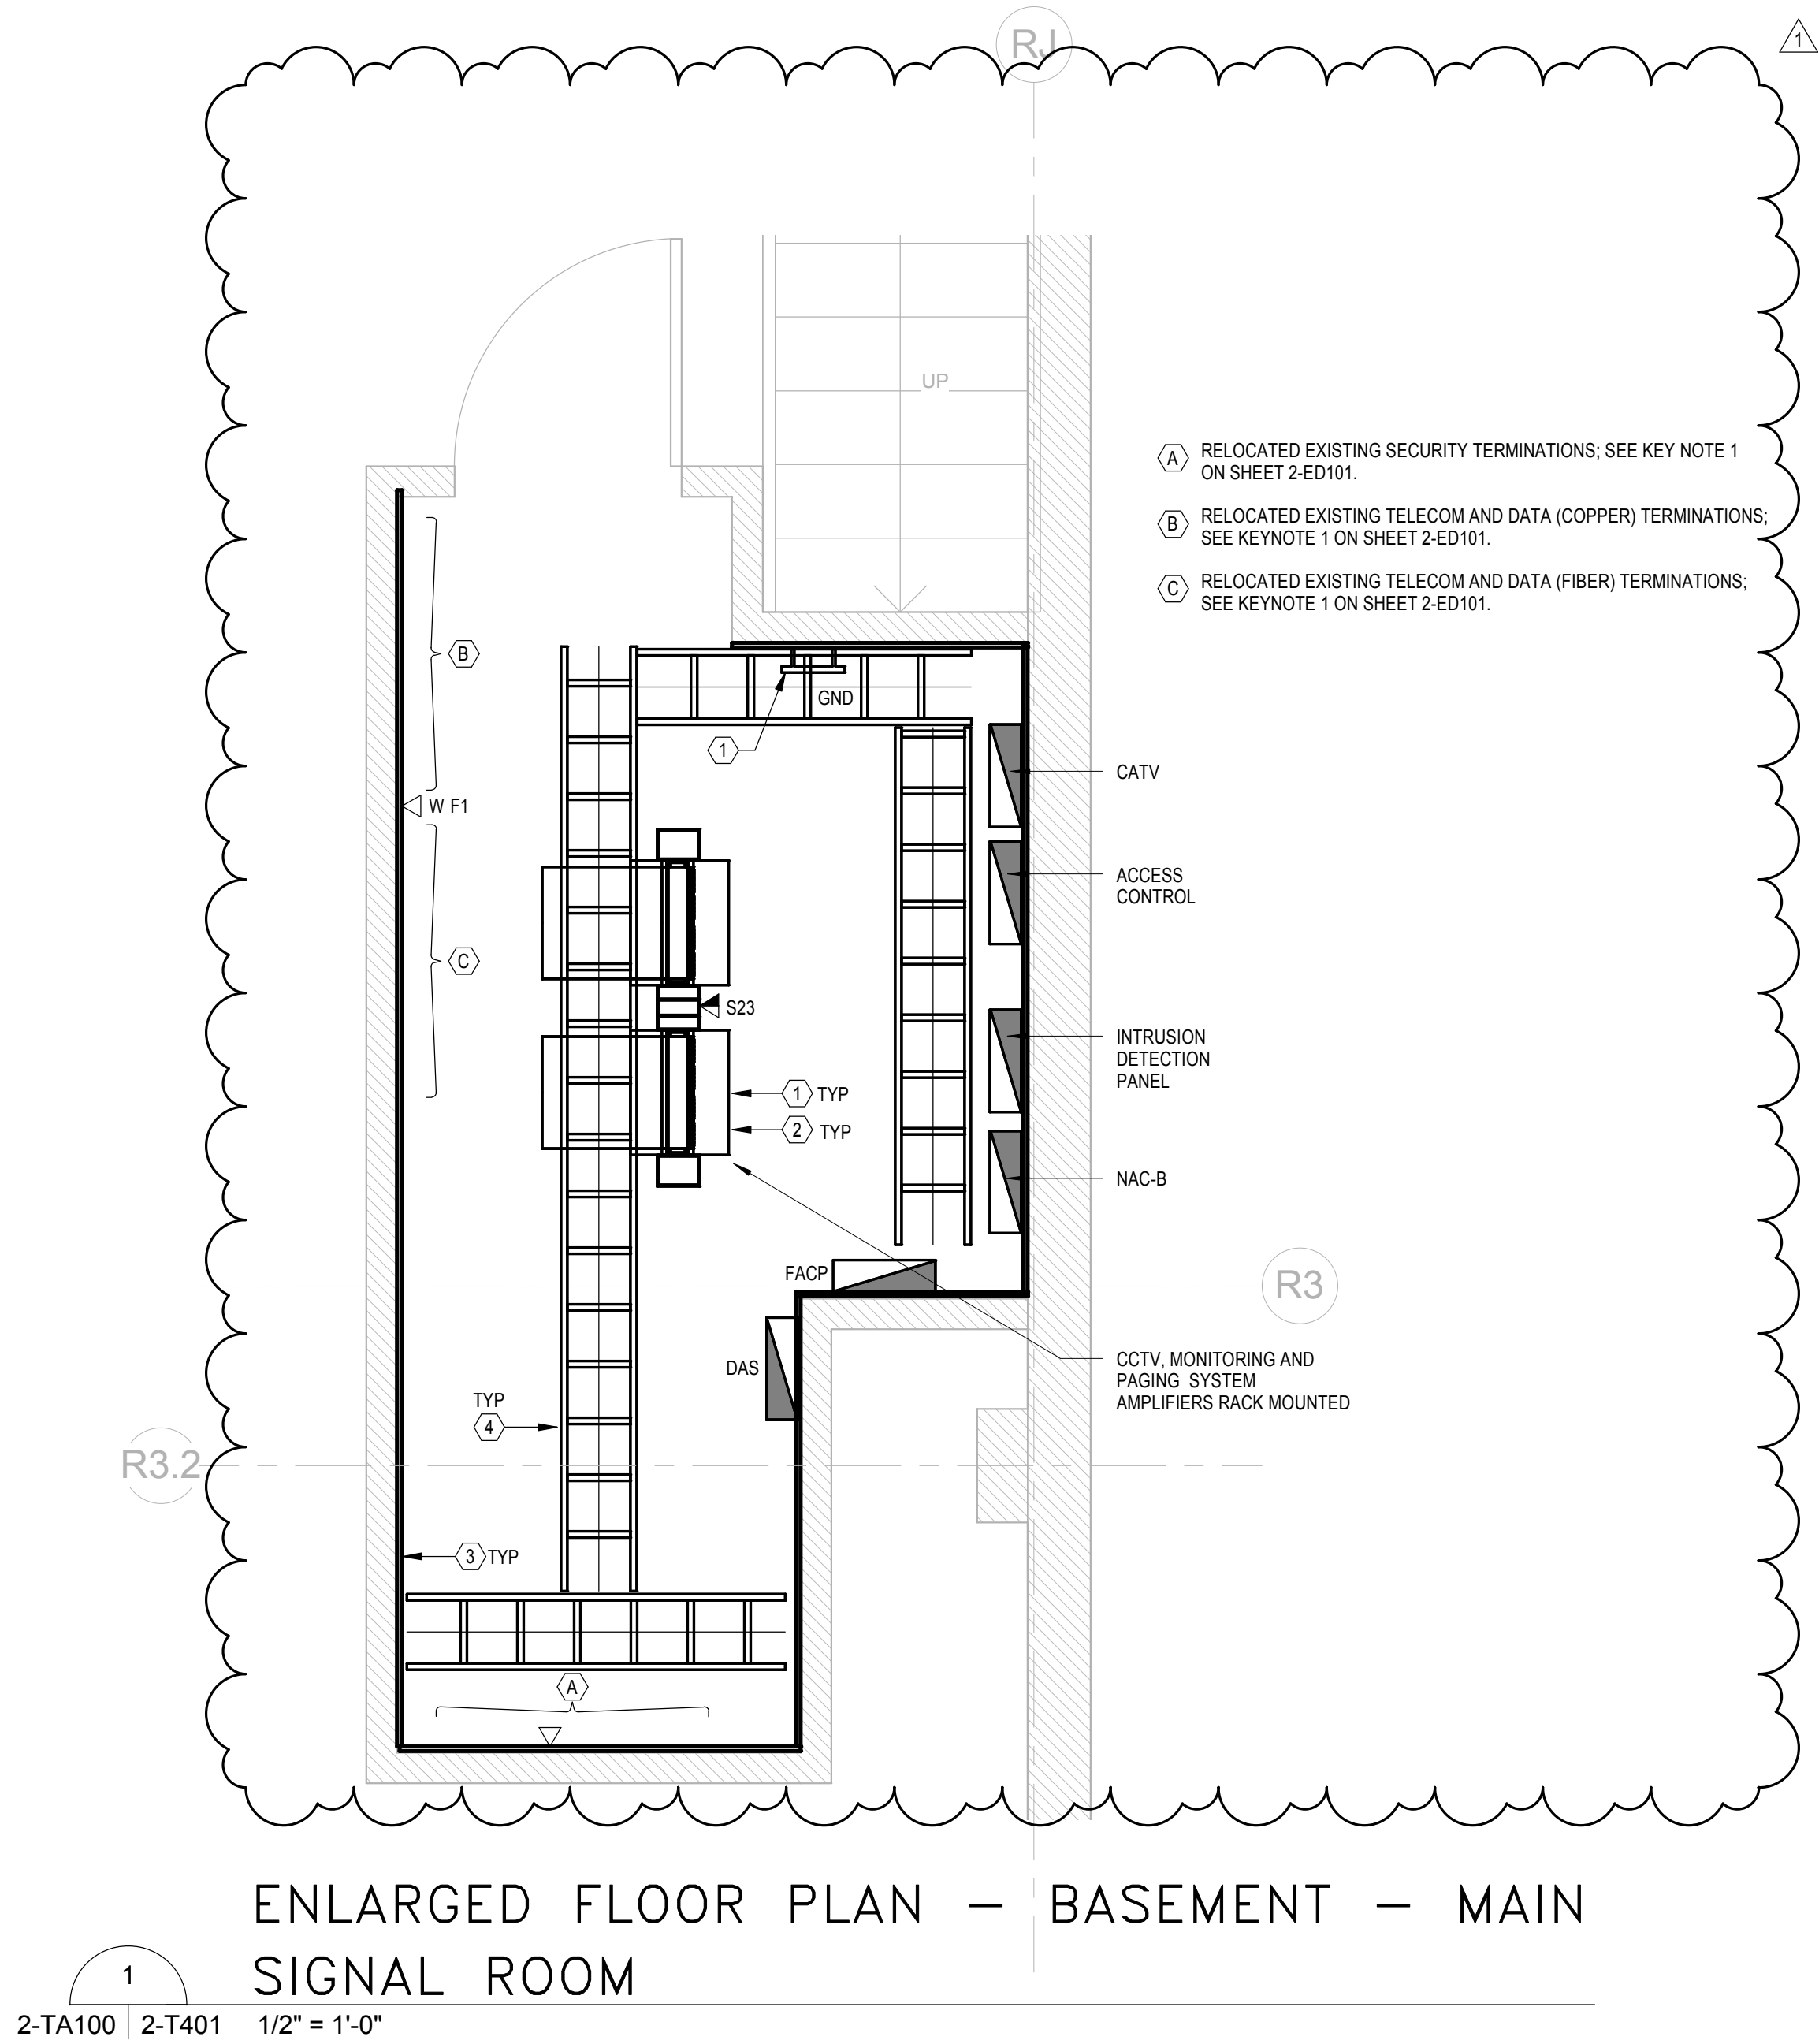 RJ
1
UP
A RELOCATED EXISTING SECURITY TERMINATIONS; SEE KEY NOTE 1
ON SHEET 2-ED101.
B RELOCATED EXISTING TELECOM AND DATA (COPPER) TERMINATIONS;
SEE KEYNOTE 1 ON SHEET 2-ED101.
C RELOCATED EXISTING TELECOM AND DATA (FIBER) TERMINATIONS;
SEE KEYNOTE 1 ON SHEET 2-ED101.
B
GND
1
CATV
W F1
ACCESS
CONTROL
C
S23
INTRUSION
DETECTION
PANEL
1 TYP
2 TYP
NAC-B
FACP
R3
DAS
CCTV, MONITORING AND
PAGING SYSTEM
AMPLIFIERS RACK MOUNTED
TYP
4
R3.2
3 TYP
A
ENLARGED FLOOR PLAN - BASEMENT - MAIN
SIGNAL ROOM
1
2-TA100 2-T401 1/2" = 1'-0"